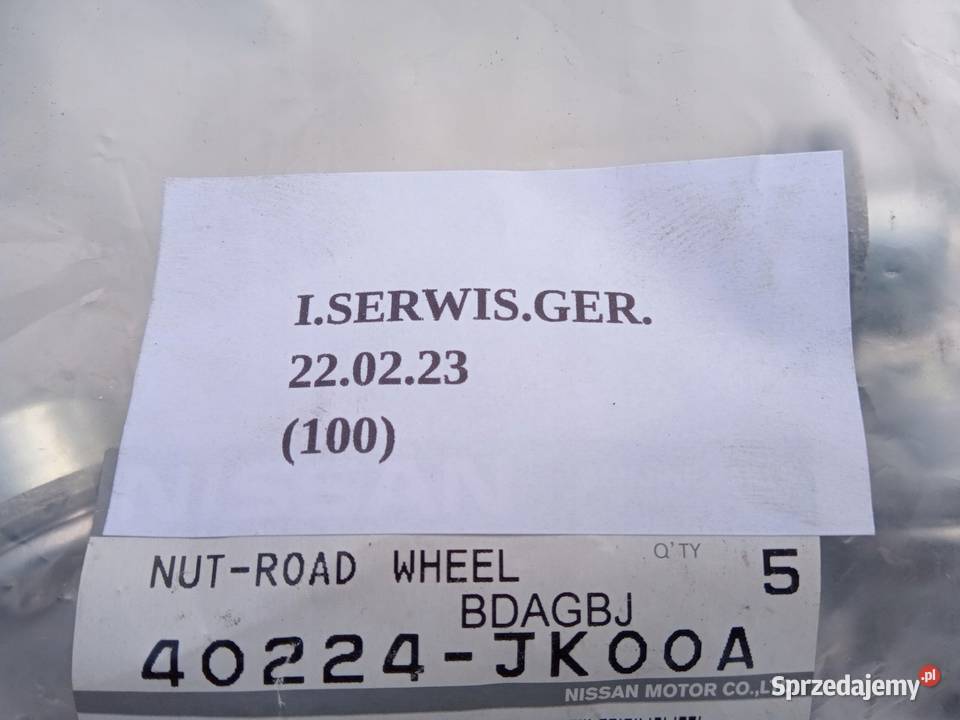 I.SERWIS.GER.
22.02.23
(100)
NISSAN
NUT-ROAD WHEEL
Q'TY
5
BDAGBJ
40224-JK00A
NISSAN MOTOR CO.,
Sprzedajemy.pl